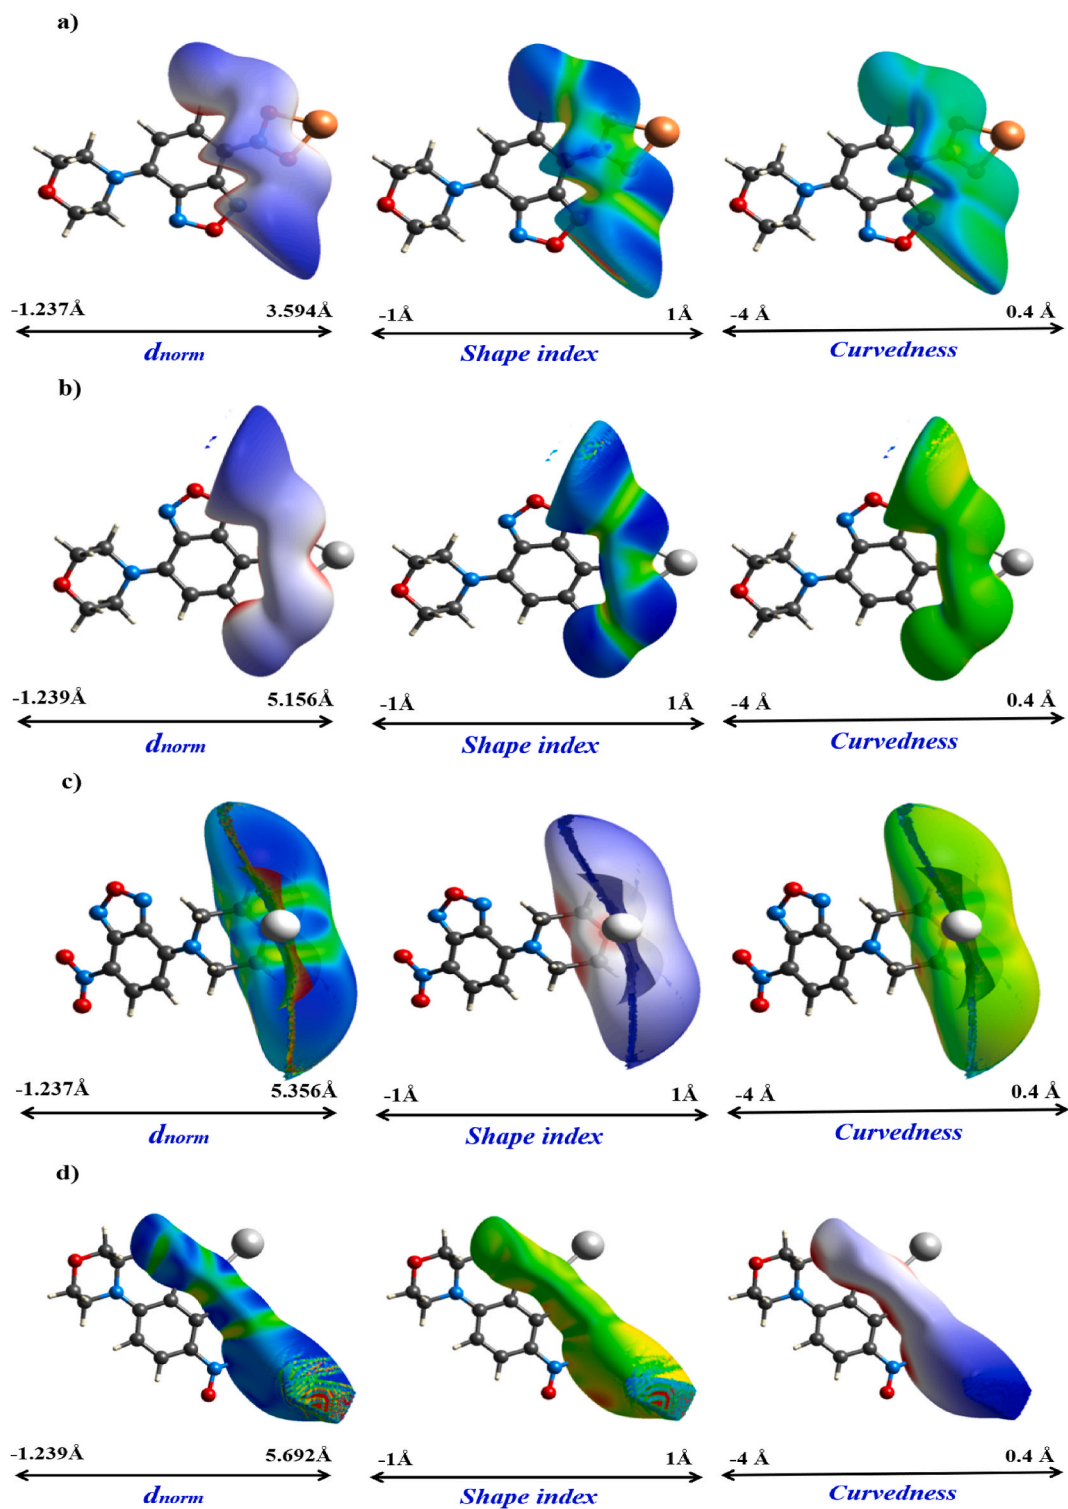 a)
-1.237Å 3.594Å -1Å 1Å -4 Å 0.4 Å
dnorm Shape index Curvedness
b)
-1.239Å 5.156Å -1Å 1Å -4 Å 0.4 Å
dnorm Shape index Curvedness
c)
-1.237Å 5.356Å -1Å 1Å -4 Å 0.4 Å
dnorm Shape index Curvedness
d)
-1.239Å 5.692Å -1Å 1Å -4 Å 0.4 Å
dnorm Shape index Curvedness